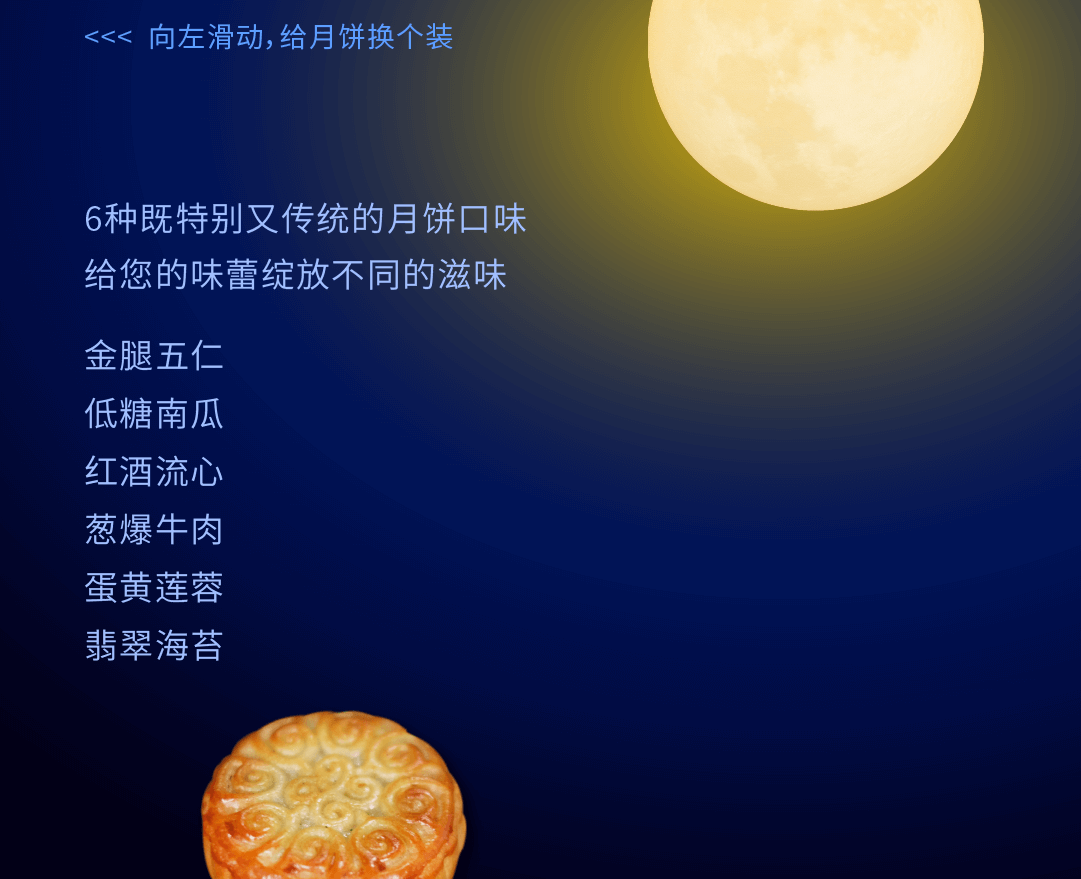 <<< 向左滑动，给月饼换个装
6种既特别又传统的月饼口味
给您的味蕾绽放不同的滋味
金腿五仁
低糖南瓜
红酒流心
葱爆牛肉
蛋黄莲蓉
翡翠海苔